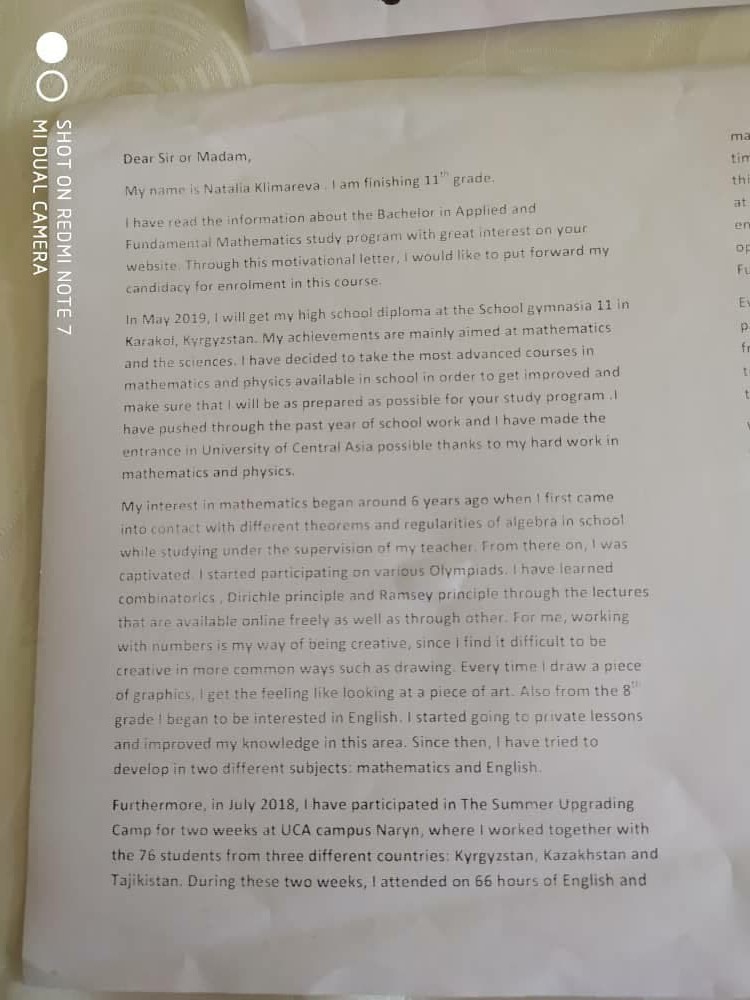 SHOT ON REDMI NOTE 7
MI DUAL CAMERA
Dear Sir or Madam,
My name is Natalia Klimareva . I am finishing 11th grade.
I have read the information about the Bachelor in Applied and
Fundamental Mathematics study program with great interest on your
website. Through this motivational letter, I would like to put forward my
candidacy for enrolment in this course.
In May 2019, I will get my high school diploma at the School gymnasia 11 in
Karakol, Kyrgyzstan. My achievements are mainly aimed at mathematics
and the sciences. I have decided to take the most advanced courses in
mathematics and physics available in school in order to get improved and
make sure that I will be as prepared as possible for your study program .I
have pushed through the past year of school work and I have made the
entrance in University of Central Asia possible thanks to my hard work in
mathematics and physics.
My interest in mathematics began around 6 years ago when I first came
into contact with different theorems and regularities of algebra in school
while studying under the supervision of my teacher. From there on, I was
captivated. I started participating on various Olympiads. I have learned
combinatorics , Dirichle principle and Ramsey principle through the lectures
that are available online freely as well as through other. For me, working
with numbers is my way of being creative, since I find it difficult to be
creative in more common ways such as drawing. Every time I draw a piece
of graphics, I get the feeling like looking at a piece of art. Also from the 8th
grade I began to be interested in English. I started going to private lessons
and improved my knowledge in this area. Since then, I have tried to
develop in two different subjects: mathematics and English.
Furthermore, in July 2018, I have participated in The Summer Upgrading
Camp for two weeks at UCA campus Naryn, where I worked together with
the 76 students from three different countries: Kyrgyzstan, Kazakhstan and
Tajikistan. During these two weeks, I attended on 66 hours of English and